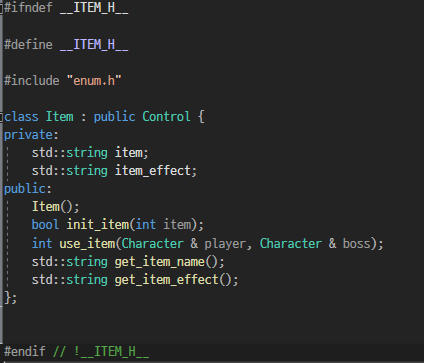 #ifndef __ITEM_H__
#define __ITEM_H__
#include "enum.h"
class Item : public Control {
private:
std::string item;
std::string item_effect;
public:
Item();
bool init_item(int item);
int use_item(Character & player, Character & boss);
std::string get_item_name();
std::string get_item_effect();
};
#endif // !__ITEM_H__